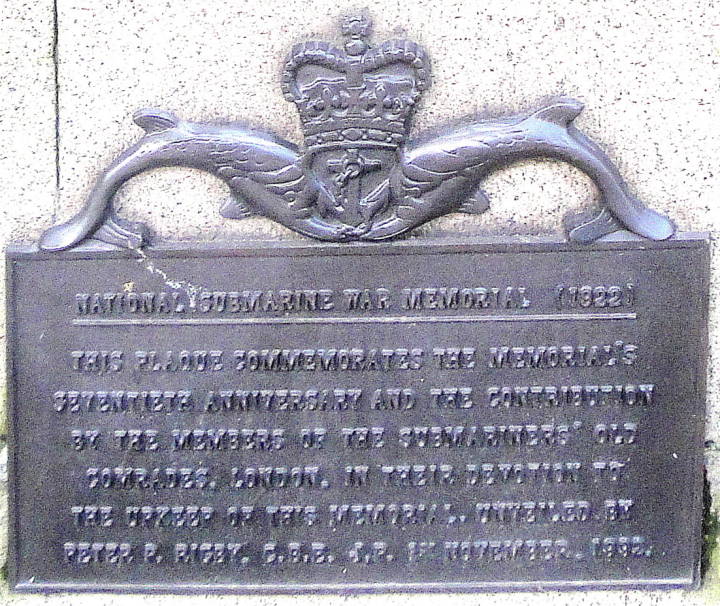 NATIONAL SUBMARINE WAR MEMORIAL (1922)
THIS PLAQUE COMMEMORATES THE MEMORIAL'S
SEVENTIETH ANNIVERSARY AND THE CONTRIBUTION
BY THE MEMBERS OF THE SUBMARINERS' OLD
COMRADES, LONDON, IN THEIR DEVOTION TO
THE UPKEEP OF THIS MEMORIAL. UNVEILED BY
PETER P. RIGBY, C.B.E. J.P. IN NOVEMBER, 1992.